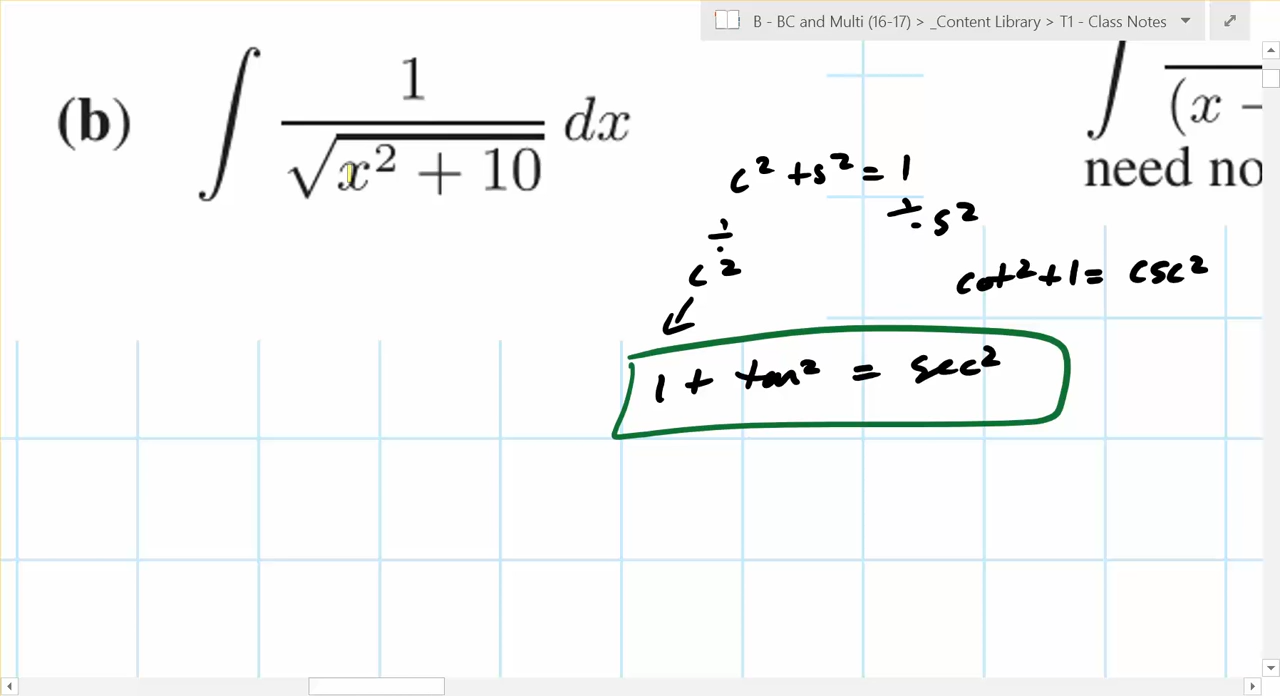 B - BC and Multi (16-17) > _Content Library > T1 - Class Notes
(b) ∫ 1/√(x² + 10) dx
∫ (x −
need no
c² + s² = 1
÷ s²
÷
c²
cot² + 1 = csc²
1 + tan² = sec²